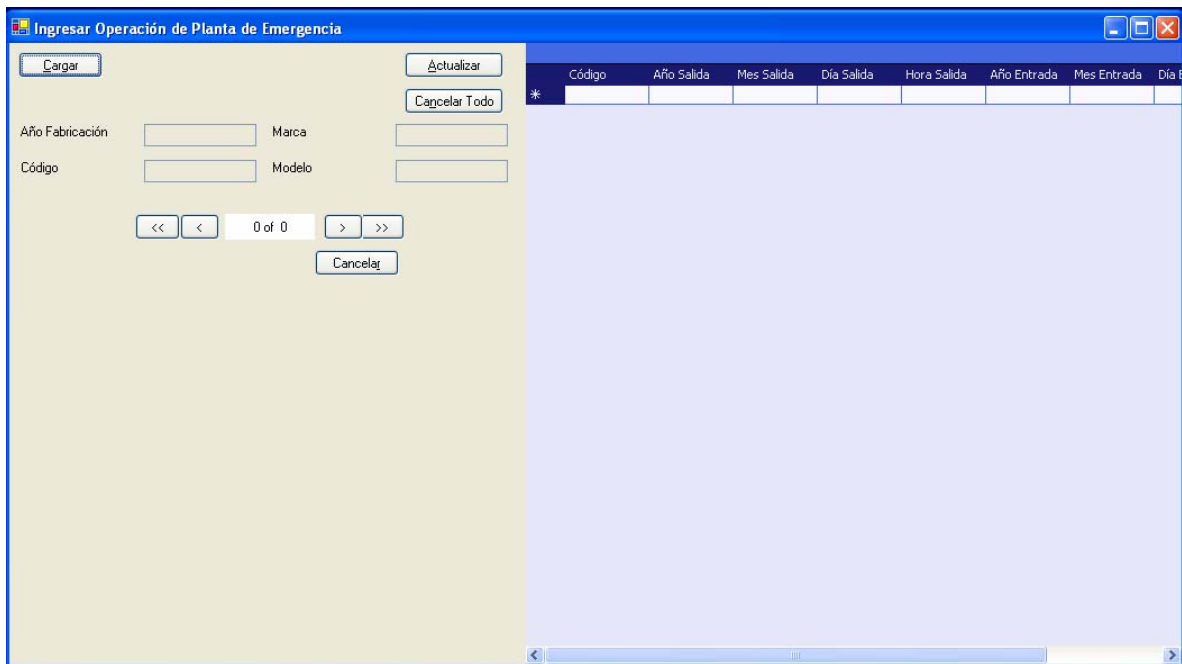 Ingresar Operación de Planta de Emergencia
Cargar
Actualizar
Cancelar Todo
Año Fabricación
Marca
Código
Modelo
<< < 0 of 0 > >>
Cancelar
Código Año Salida Mes Salida Día Salida Hora Salida Año Entrada Mes Entrada Día
*